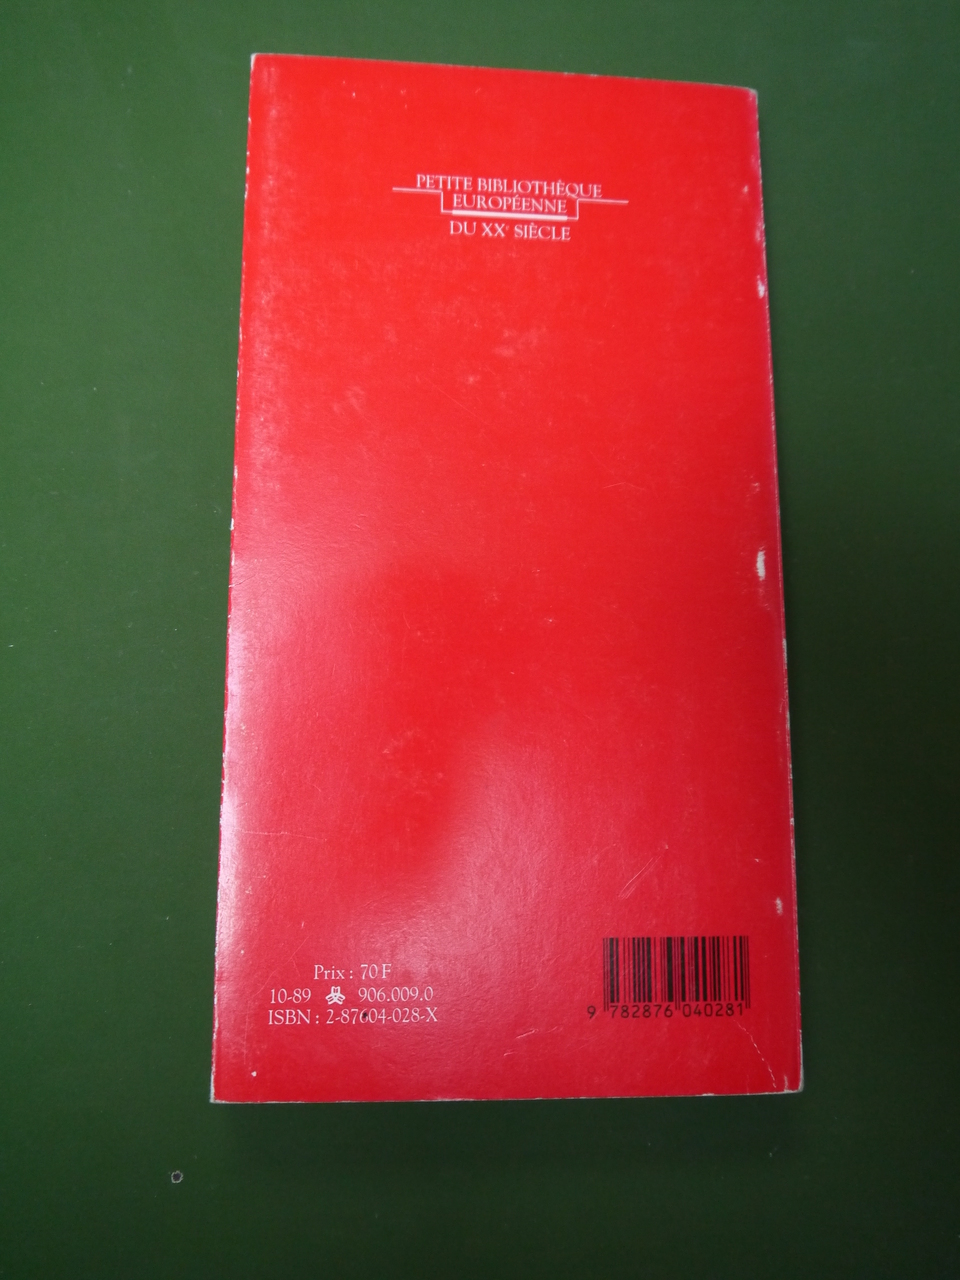 PETITE BIBLIOTHÈQUE
EUROPÉENNE
DU XXe SIÈCLE
Prix : 70 F
10-89 906.009.0
ISBN : 2-87604-028-X
9 782876 040281